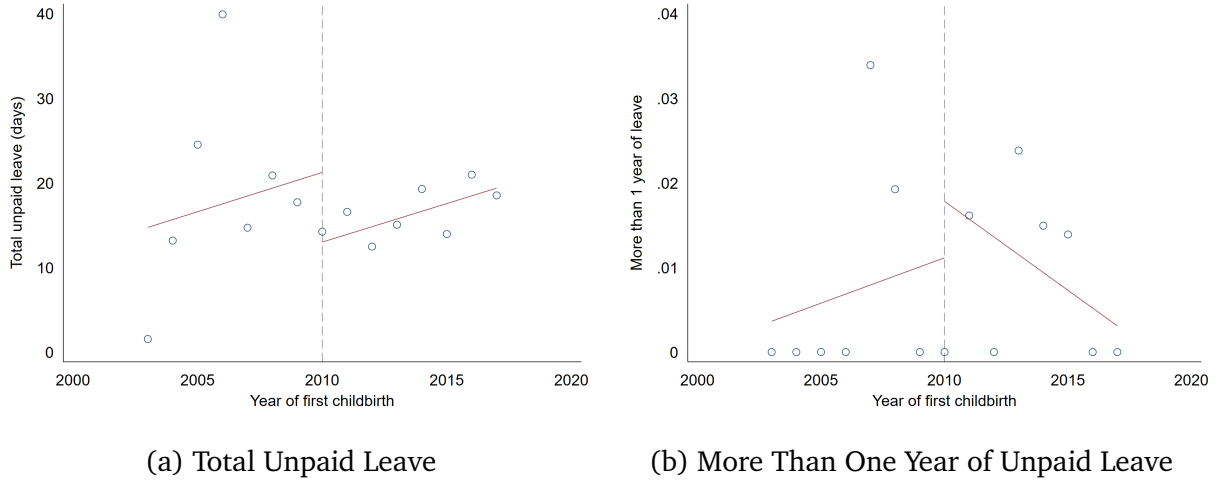 40
30
20
10
0
Total unpaid leave (days)
2000 2005 2010 2015 2020
Year of first childbirth
(a) Total Unpaid Leave
.04
.03
.02
.01
0
More than 1 year of leave
2000 2005 2010 2015 2020
Year of first childbirth
(b) More Than One Year of Unpaid Leave